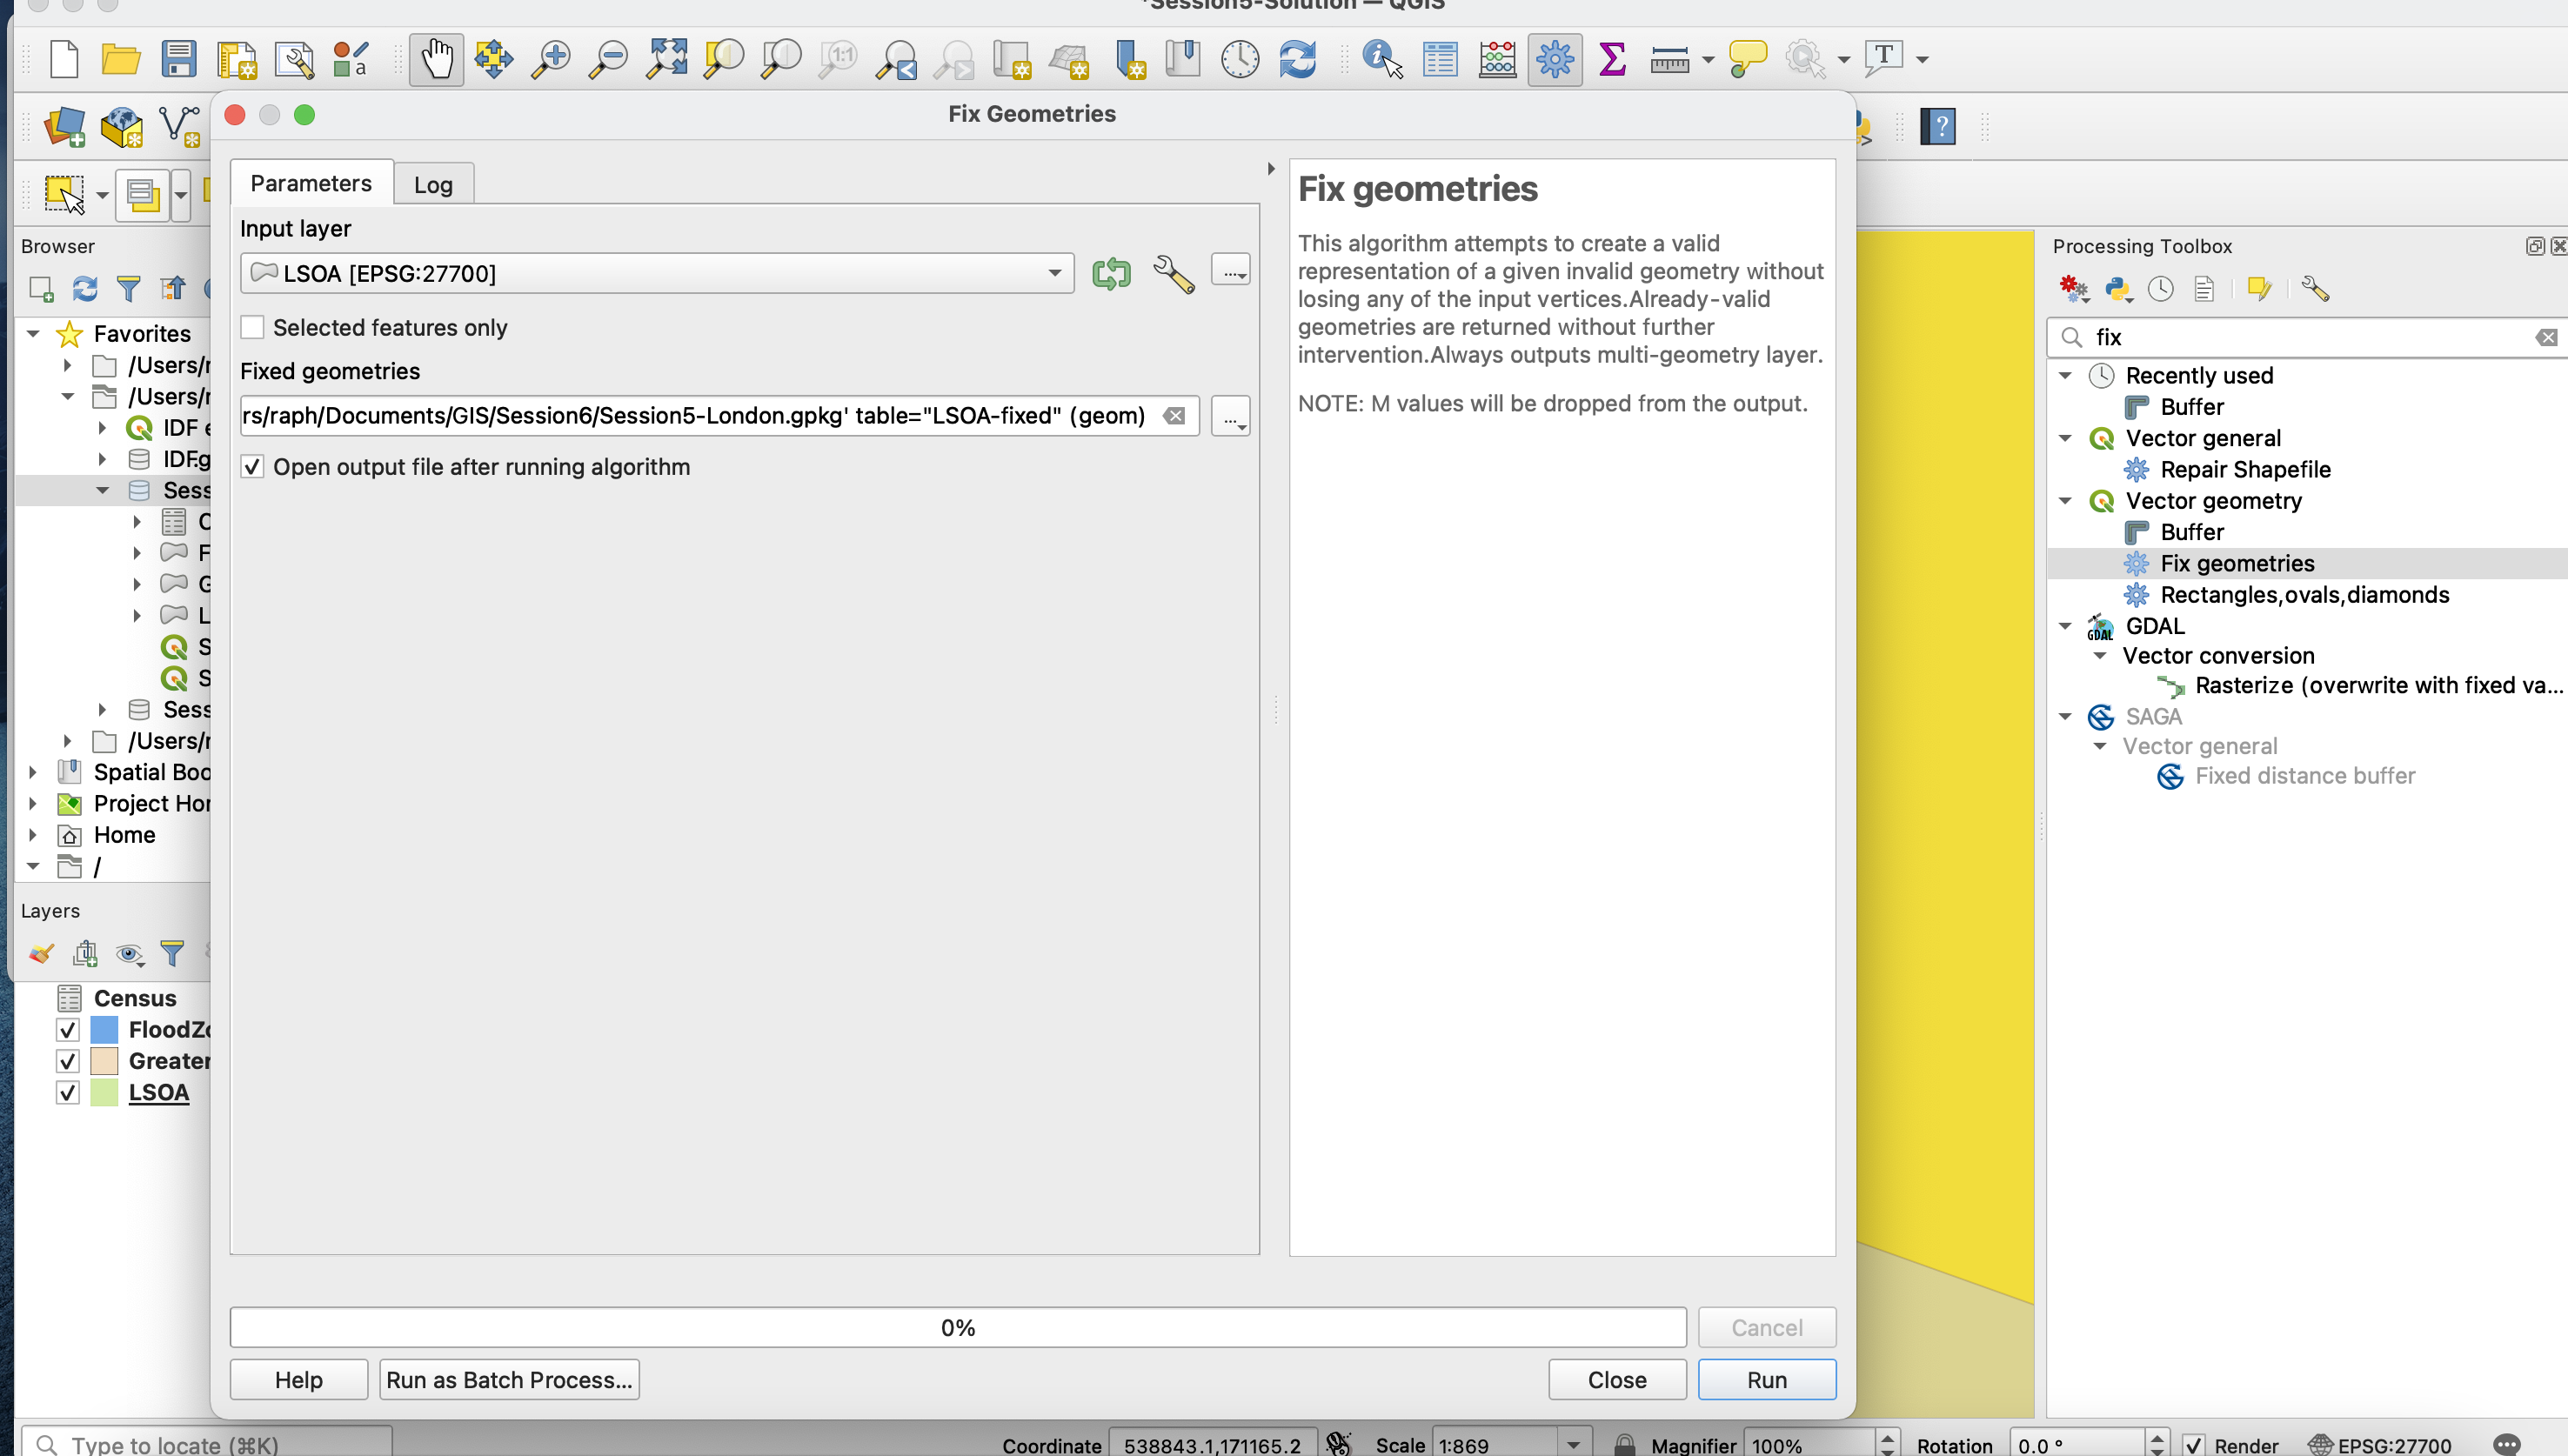 *Session5-Solution — QGIS
a
1:1
T
?
Fix Geometries
Parameters
Log
Input layer
LSOA [EPSG:27700]
...
Selected features only
Fixed geometries
rs/raph/Documents/GIS/Session6/Session5-London.gpkg' table="LSOA-fixed" (geom)
...
Open output file after running algorithm
0%
Cancel
Help
Run as Batch Process...
Close
Run
Fix geometries
This algorithm attempts to create a valid
representation of a given invalid geometry without
losing any of the input vertices.Already-valid
geometries are returned without further
intervention.Always outputs multi-geometry layer.
NOTE: M values will be dropped from the output.
Browser
Favorites
/Users/r
/Users/r
IDF e
IDF.g
Sess
C
F
G
L
S
S
Sess
/Users/r
Spatial Boo
Project Hor
Home
/
Layers
Census
FloodZo
Greater
LSOA
Processing Toolbox
fix
Recently used
Buffer
Vector general
Repair Shapefile
Vector geometry
Buffer
Fix geometries
Rectangles,ovals,diamonds
GDAL
GDAL
Vector conversion
Rasterize (overwrite with fixed va...
SAGA
Vector general
Fixed distance buffer
Type to locate (⌘K)
Coordinate
538843.1,171165.2
Scale
1:869
Magnifier
100%
Rotation
0.0 °
Render
EPSG:27700